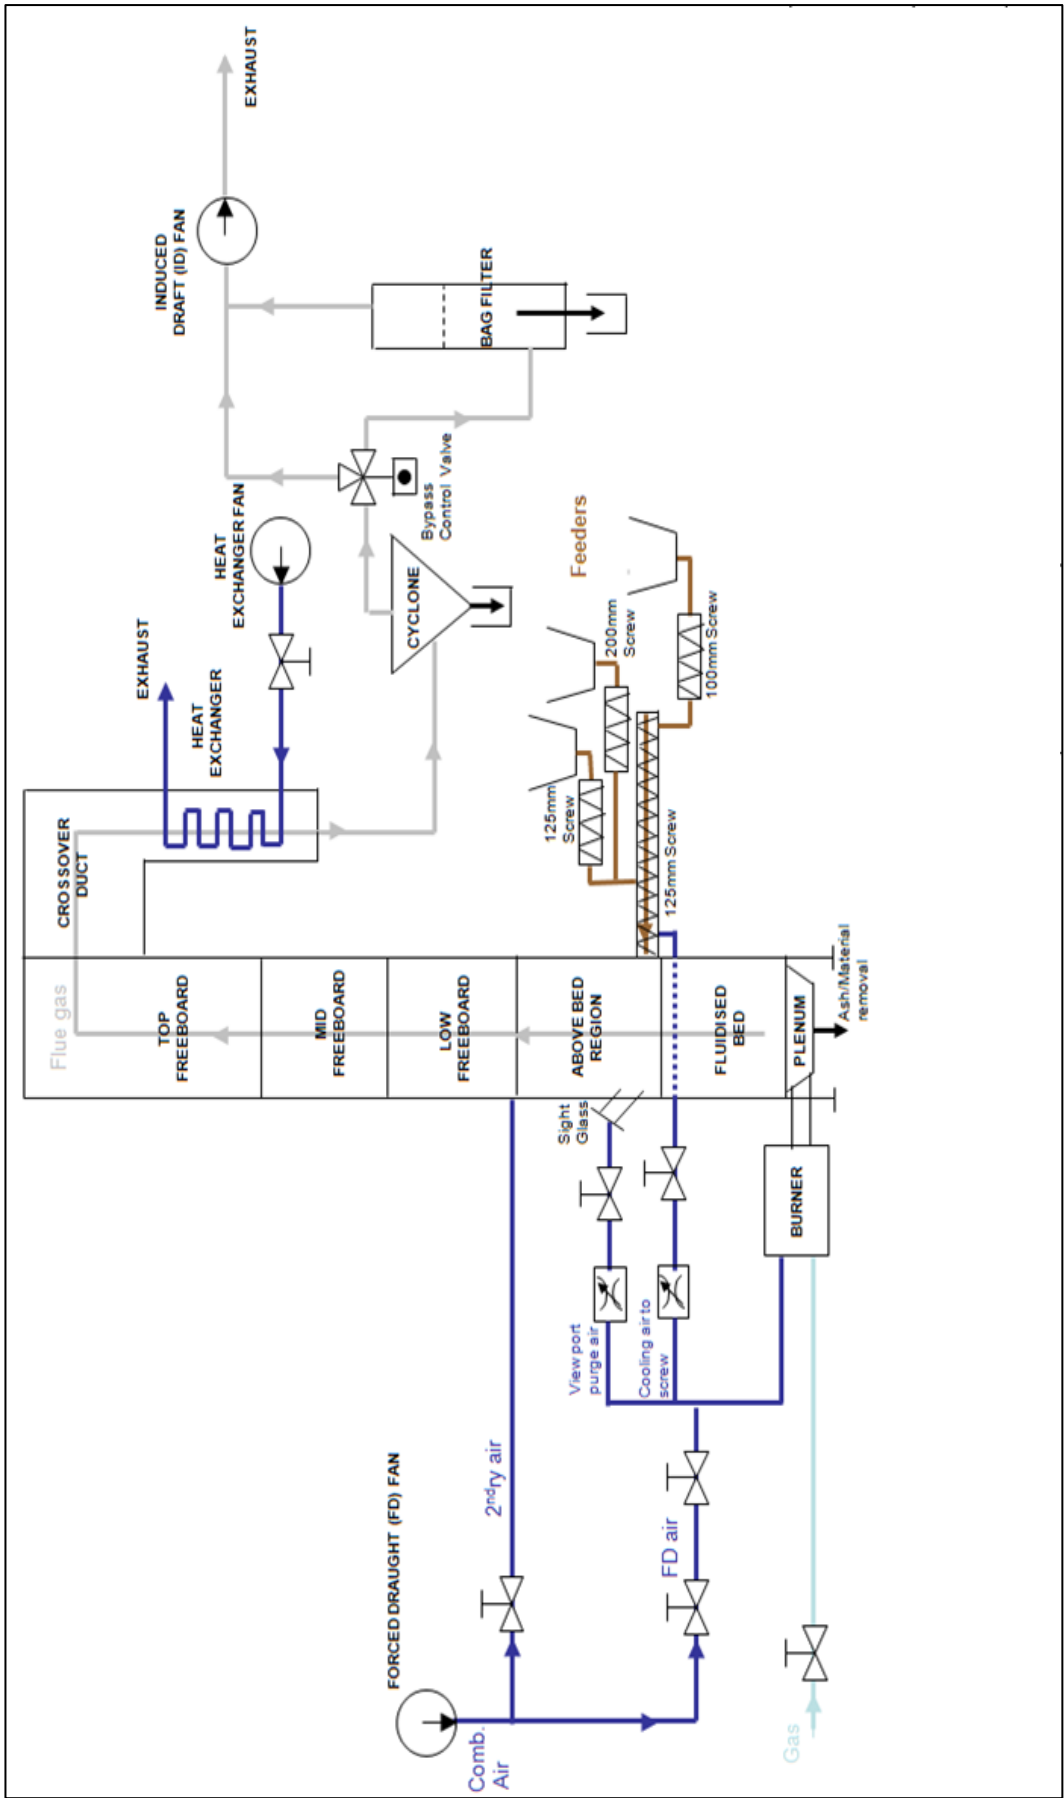 FORCED DRAUGHT (FD) FAN
Comb.
Air
2ndry air
FD air
Gas
View port
purge air
Cooling air to
screw
Sight
Glass
BURNER
Flue gas
TOP
FREEBOARD
MID
FREEBOARD
LOW
FREEBOARD
ABOVE BED
REGION
FLUIDISED
BED
PLENUM
Ash/Material
removal
CROSSOVER
DUCT
HEAT
EXCHANGER
EXHAUST
HEAT
EXCHANGER FAN
125mm
Screw
200mm
Screw
125mm Screw
100mm Screw
Feeders
CYCLONE
Bypass
Control Valve
BAG FILTER
INDUCED
DRAFT (ID) FAN
EXHAUST